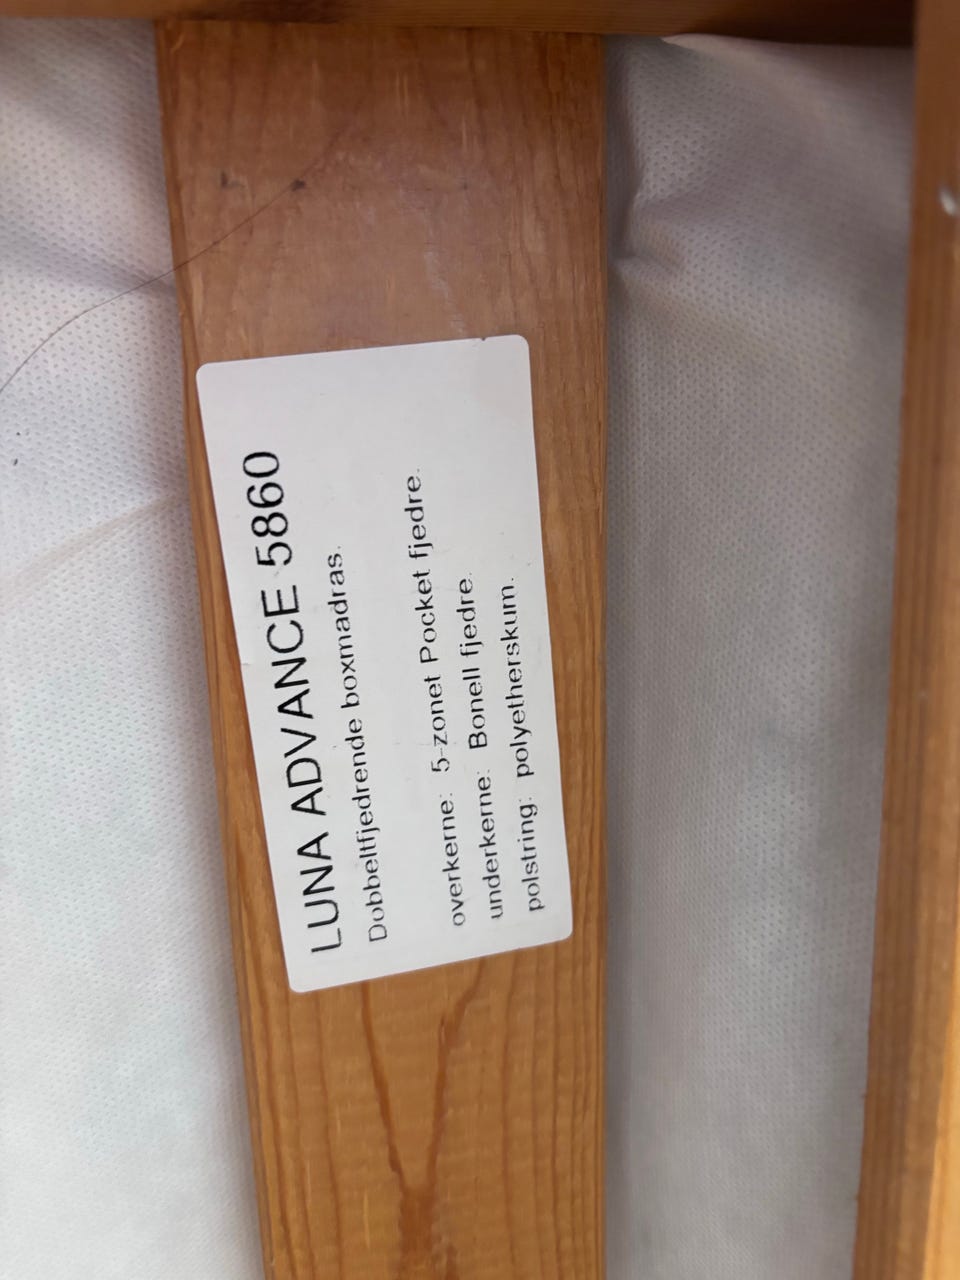 LUNA ADVANCE 5860
Dobbeltfjedrende boxmadras.
overkerne: 5-zonet Pocket fjedre.
underkerne: Bonell fjedre.
polstring: polyetherskum.